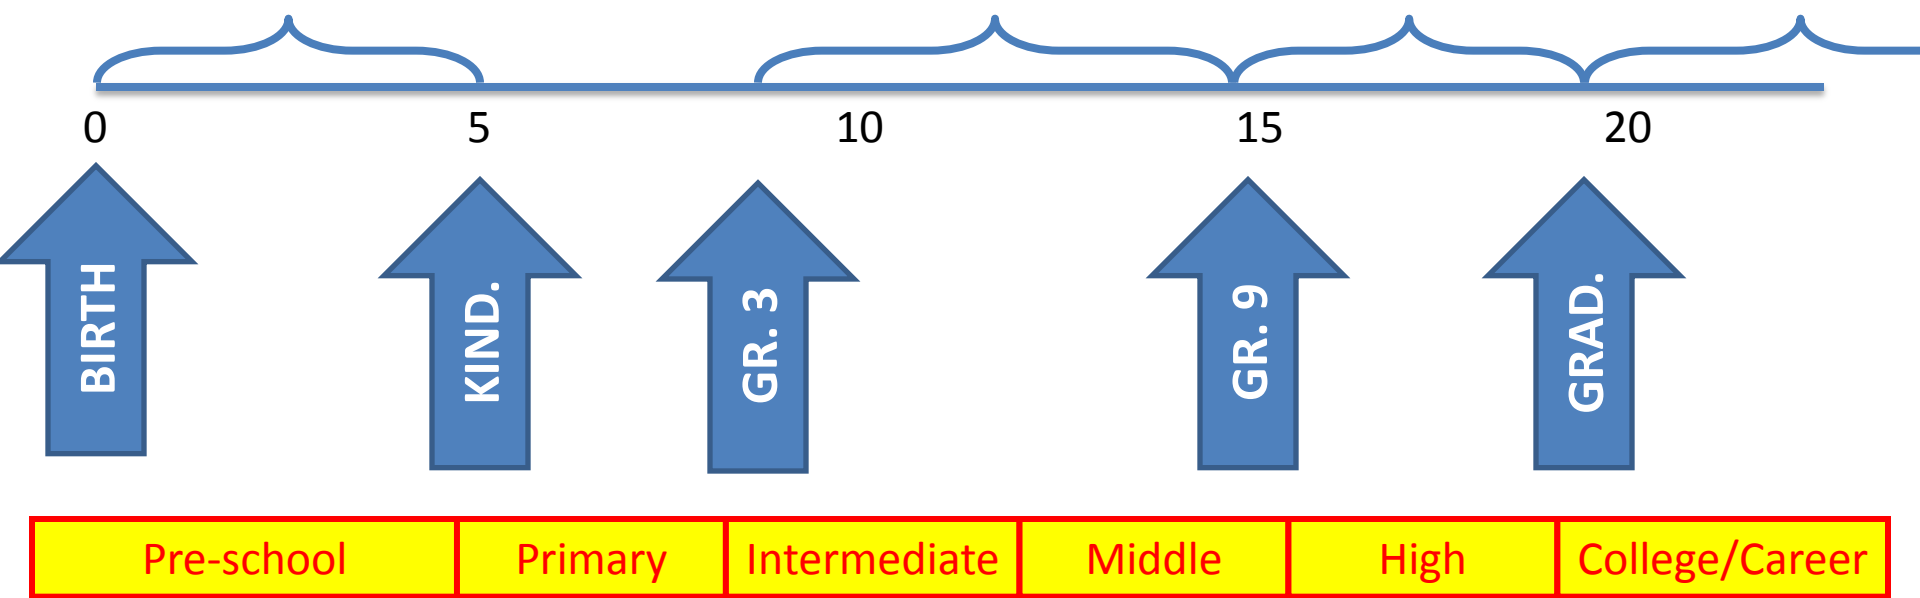 0 5 10 15 20
BIRTH
KIND.
GR. 3
GR. 9
GRAD.
Pre-school Primary Intermediate Middle High College/Career